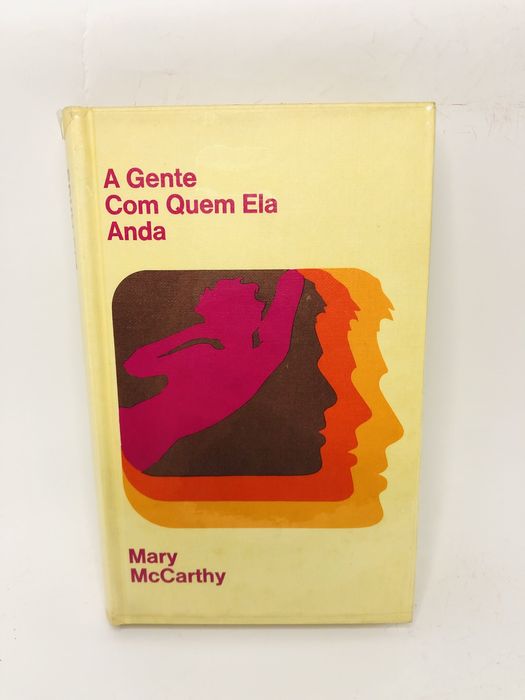 A Gente
Com Quem Ela
Anda
Mary
McCarthy